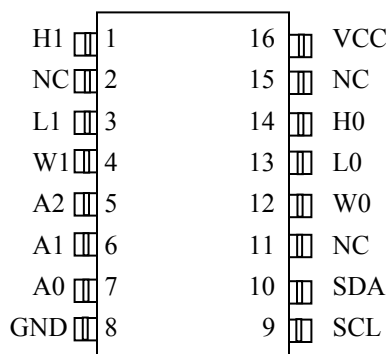 H1 1 16 VCC
NC 2 15 NC
L1 3 14 H0
W1 4 13 L0
A2 5 12 W0
A1 6 11 NC
A0 7 10 SDA
GND 8 9 SCL